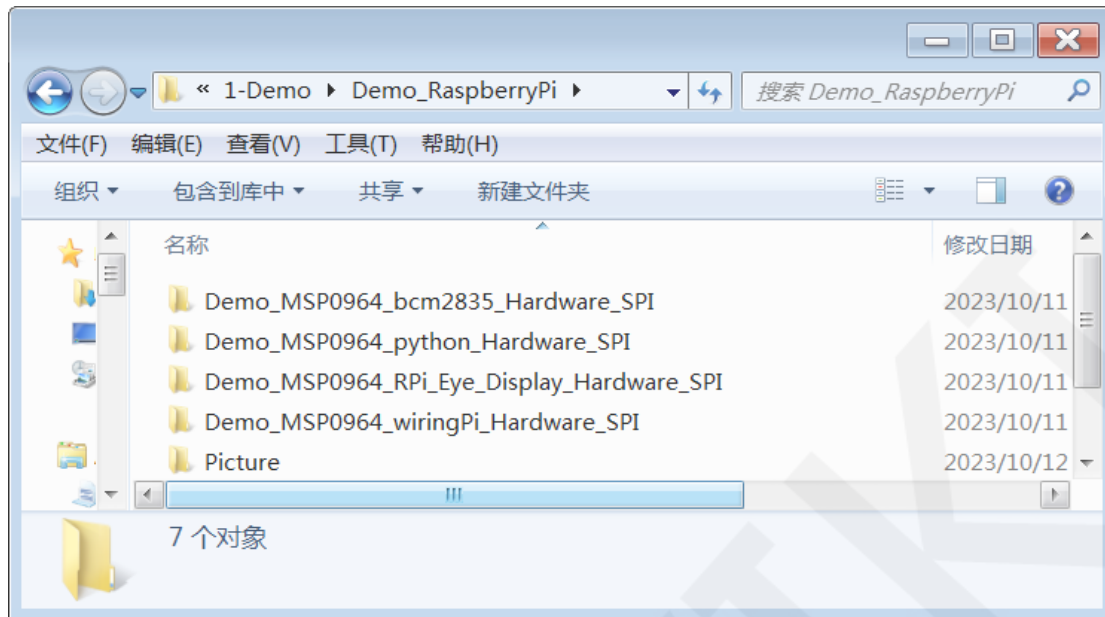 « 1-Demo ▸ Demo_RaspberryPi ▸ 搜索 Demo_RaspberryPi
文件(F) 编辑(E) 查看(V) 工具(T) 帮助(H)
组织 包含到库中 共享 新建文件夹
名称 修改日期
Demo_MSP0964_bcm2835_Hardware_SPI 2023/10/11
Demo_MSP0964_python_Hardware_SPI 2023/10/11
Demo_MSP0964_RPi_Eye_Display_Hardware_SPI 2023/10/11
Demo_MSP0964_wiringPi_Hardware_SPI 2023/10/11
Picture 2023/10/12
7 个对象